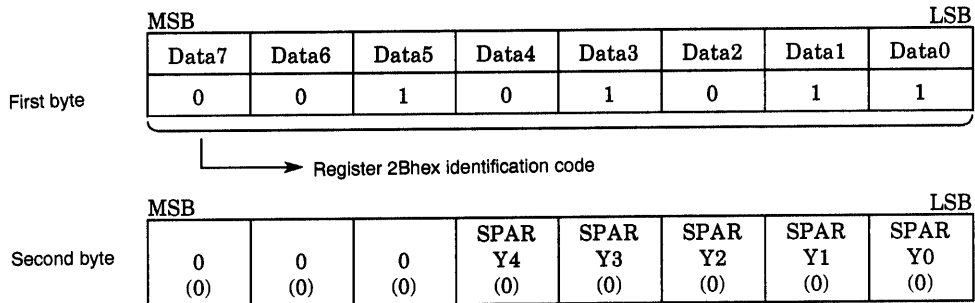 MSB LSB
Data7 Data6 Data5 Data4 Data3 Data2 Data1 Data0
First byte 0 0 1 0 1 0 1 1
Register 2Bhex identification code
MSB LSB
SPAR SPAR SPAR SPAR SPAR
Second byte 0 0 0 Y4 Y3 Y2 Y1 Y0
(0) (0) (0) (0) (0) (0) (0) (0)